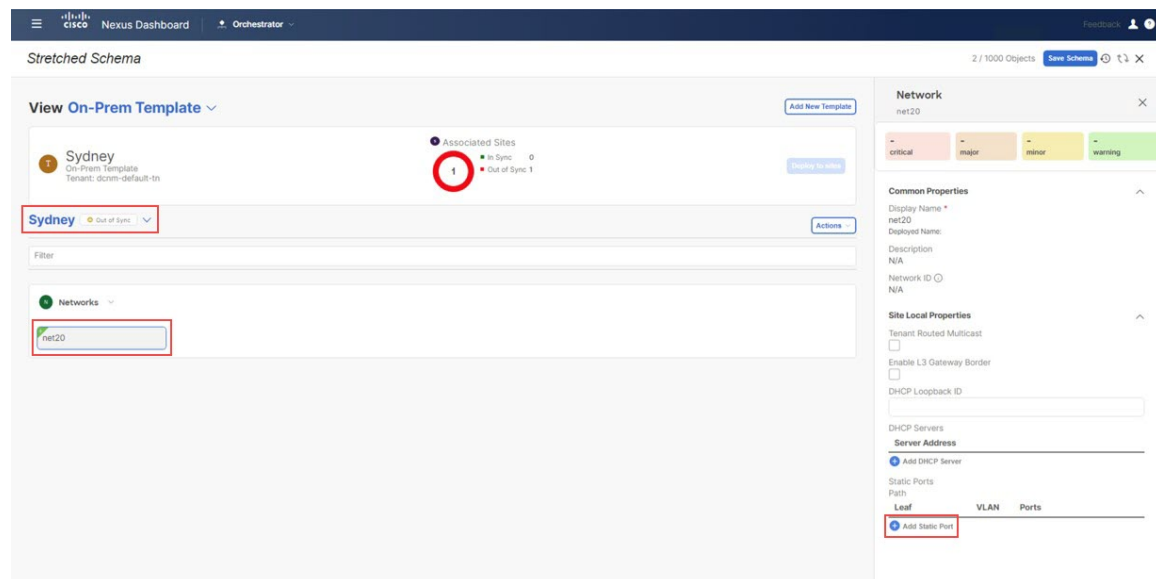 cisco Nexus Dashboard Orchestrator Feedback
Stretched Schema
2 / 1000 Objects Save Schema
View On-Prem Template
Add New Template
T
Sydney
On-Prem Template
Tenant: dcnm-default-tn
Associated Sites
1
In Sync 0
Out of Sync 1
Deploy to sites
Sydney Out of Sync
Actions
Filter
N Networks
net20
Network
net20
- critical
- major
- minor
- warning
Common Properties
Display Name *
net20
Deployed Name:
Description
N/A
Network ID
N/A
Site Local Properties
Tenant Routed Multicast
Enable L3 Gateway Border
DHCP Loopback ID
DHCP Servers
Server Address
Add DHCP Server
Static Ports
Path
Leaf VLAN Ports
Add Static Port